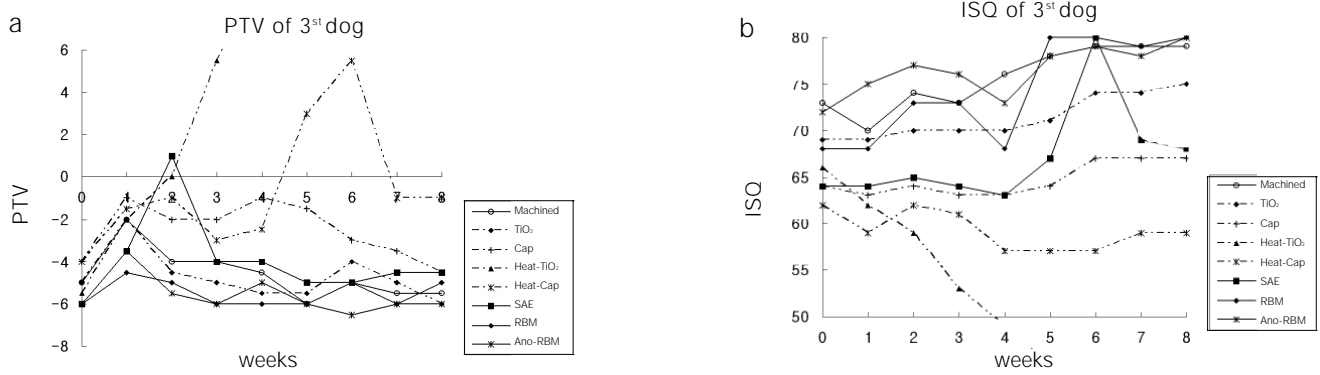 a
PTV of 3st dog
6
4
2
0
−2
−4
−6
−8
PTV
0 1 2 3 4 5 6 7 8
weeks
Machined
TiO₂
Cap
Heat-TiO₂
Heat-Cap
SAE
RBM
Ano-RBM
b
ISQ of 3st dog
80
75
70
65
60
55
50
ISQ
0 1 2 3 4 5 6 7 8
weeks
Machined
TiO₂
Cap
Heat-TiO₂
Heat-Cap
SAE
RBM
Ano-RBM